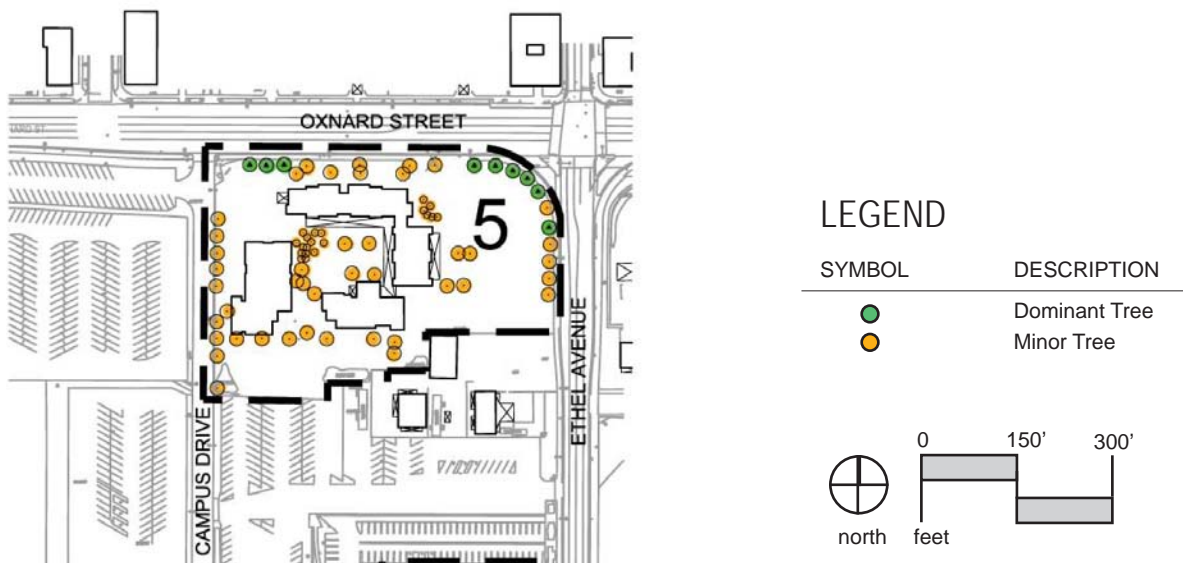 OXNARD STREET
5
CAMPUS DRIVE
ETHEL AVENUE
LEGEND
SYMBOL DESCRIPTION
Dominant Tree
Minor Tree
0 150' 300'
north feet